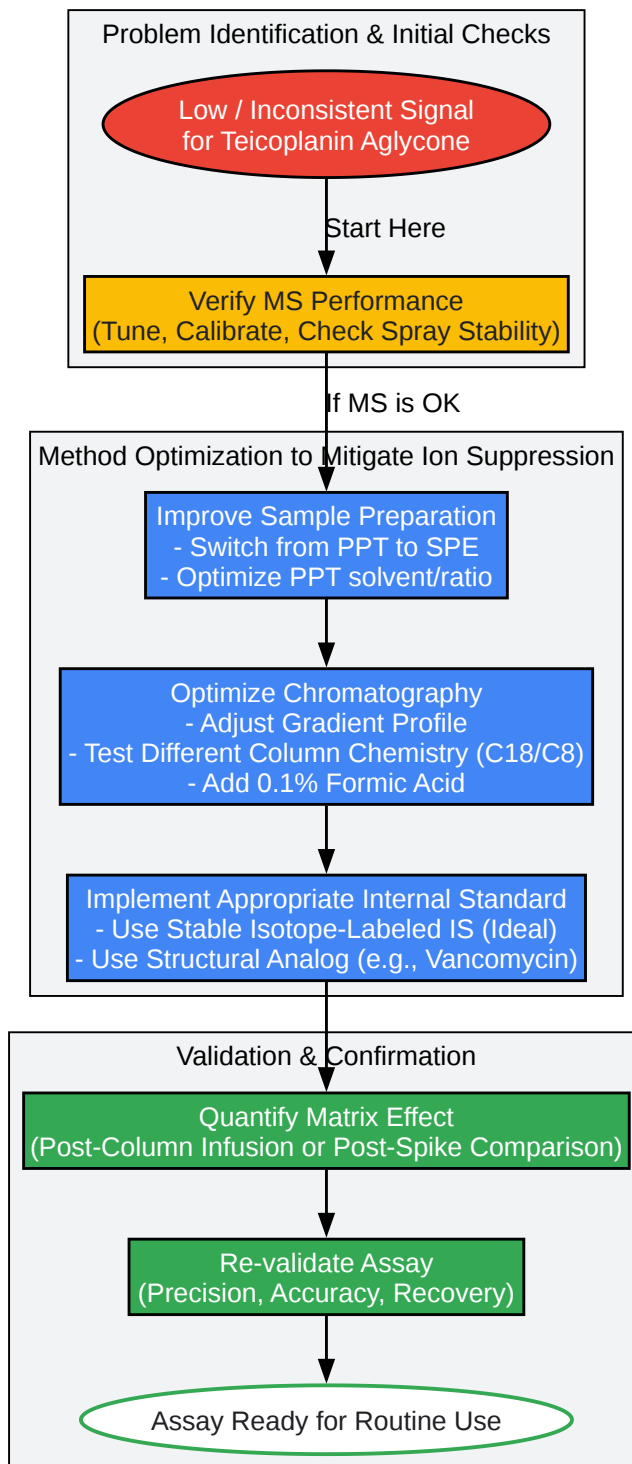 Problem Identification & Initial Checks
Low / Inconsistent Signal
for Teicoplanin Aglycone
Start Here
Verify MS Performance
(Tune, Calibrate, Check Spray Stability)
If MS is OK
Method Optimization to Mitigate Ion Suppression
Improve Sample Preparation
- Switch from PPT to SPE
- Optimize PPT solvent/ratio
Optimize Chromatography
- Adjust Gradient Profile
- Test Different Column Chemistry (C18/C8)
- Add 0.1% Formic Acid
Implement Appropriate Internal Standard
- Use Stable Isotope-Labeled IS (Ideal)
- Use Structural Analog (e.g., Vancomycin)
Validation & Confirmation
Quantify Matrix Effect
(Post-Column Infusion or Post-Spike Comparison)
Re-validate Assay
(Precision, Accuracy, Recovery)
Assay Ready for Routine Use